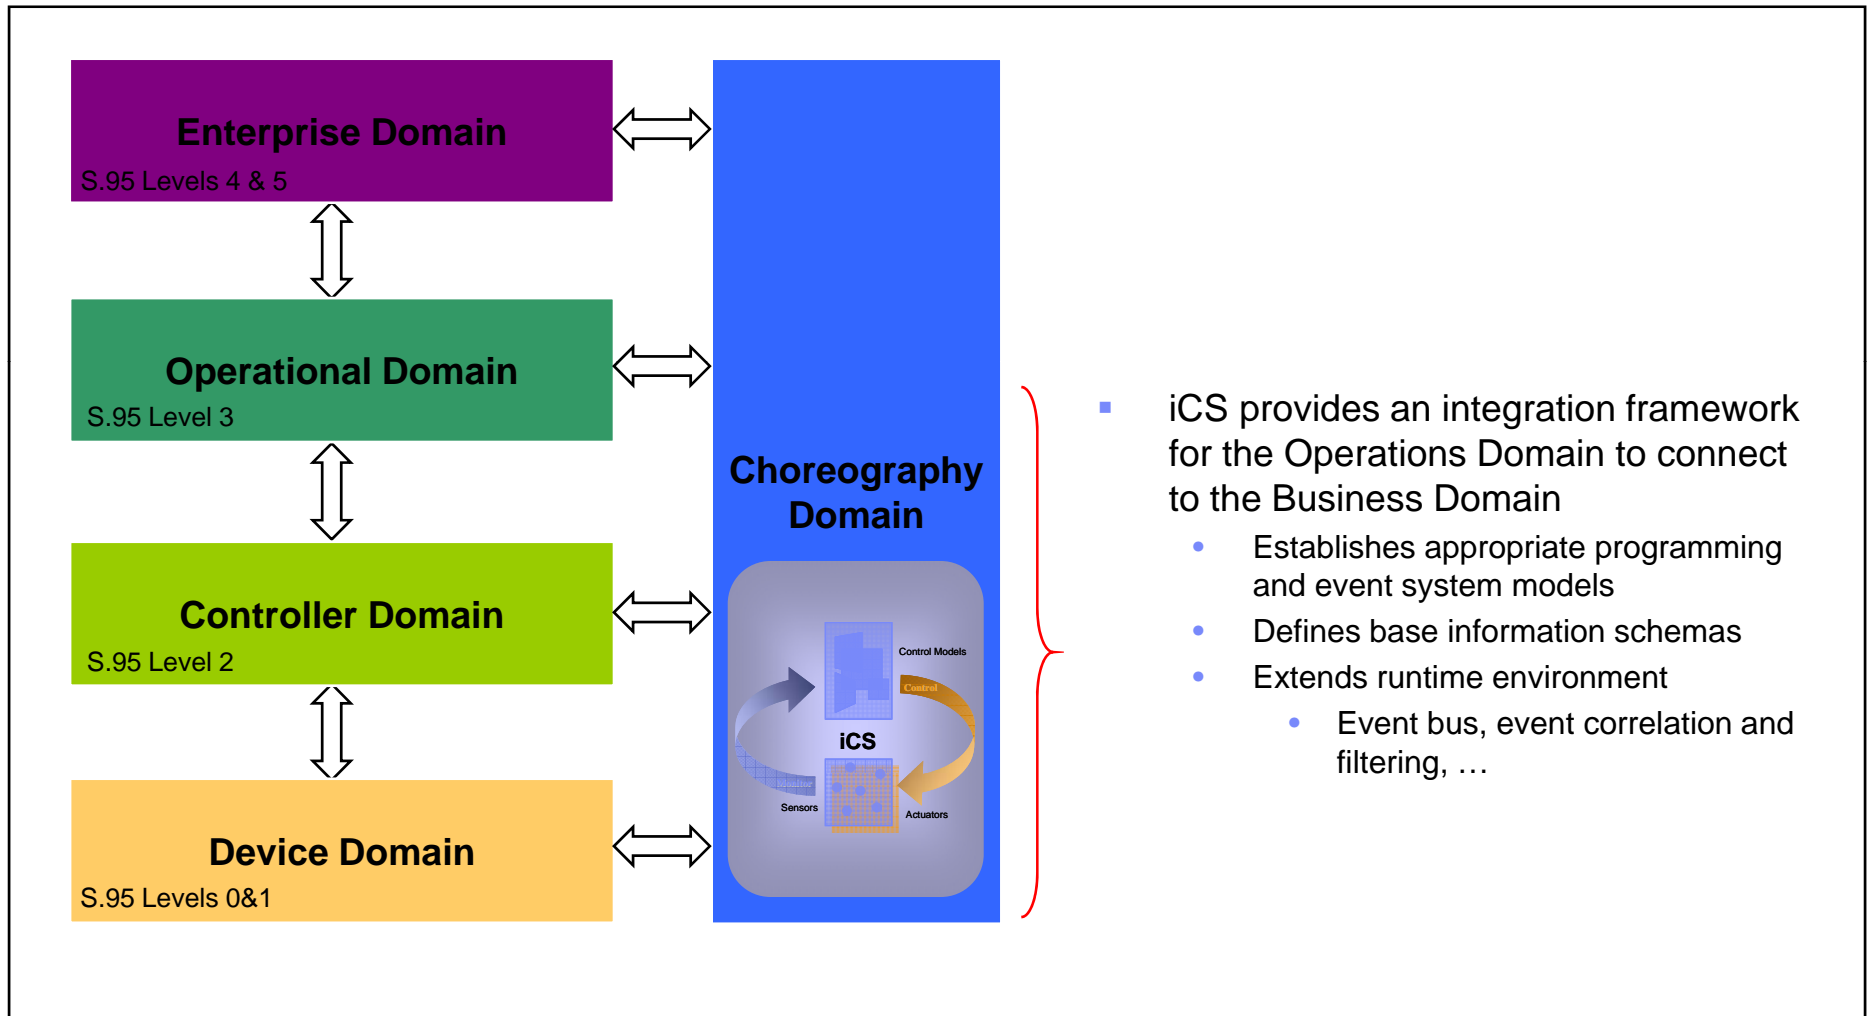 Enterprise Domain
S.95 Levels 4 & 5
Operational Domain
S.95 Level 3
Controller Domain
S.95 Level 2
Device Domain
S.95 Levels 0&1
Choreography
Domain
Control Models
Control
iCS
Sensors
Actuators
iCS provides an integration framework
for the Operations Domain to connect
to the Business Domain
Establishes appropriate programming
and event system models
Defines base information schemas
Extends runtime environment
Event bus, event correlation and
filtering, …